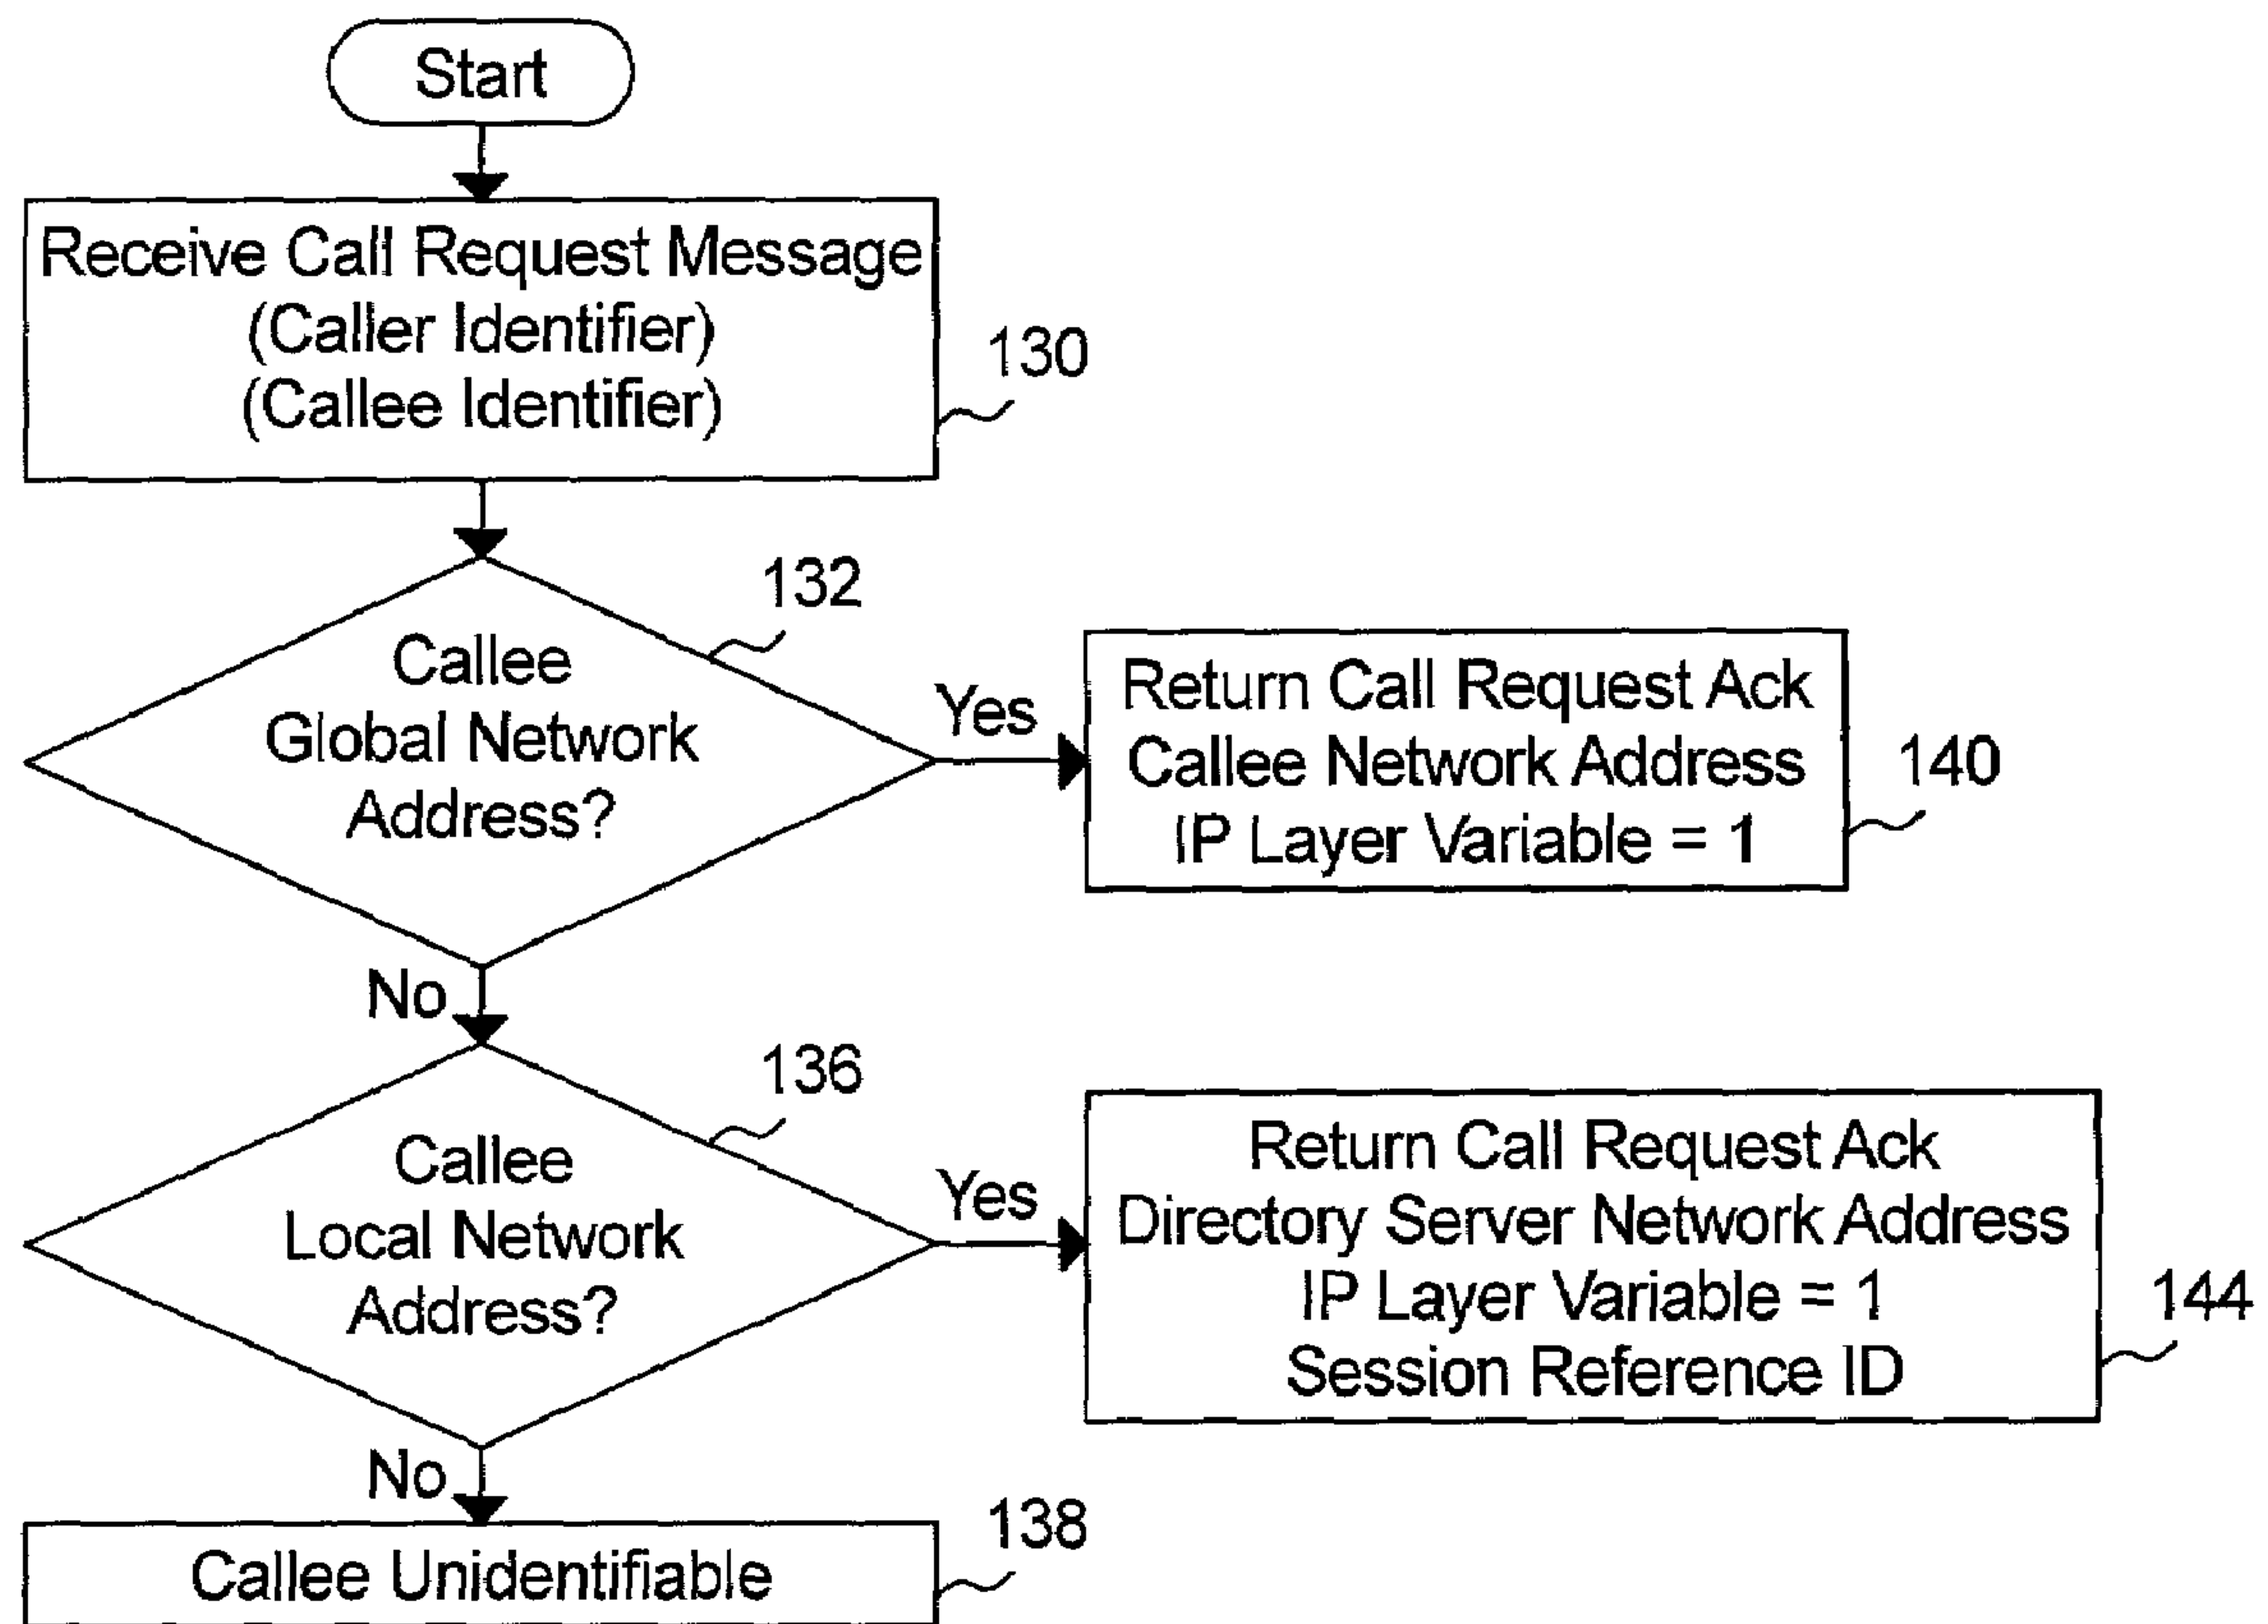 Start
Receive Call Request Message
(Caller Identifier)
(Callee Identifier)
130
132
Callee
Global Network
Address?
Yes
Return Call Request Ack
Callee Network Address
IP Layer Variable = 1
140
No
136
Callee
Local Network
Address?
Yes
Return Call Request Ack
Directory Server Network Address
IP Layer Variable = 1
Session Reference ID
144
No
138
Callee Unidentifiable